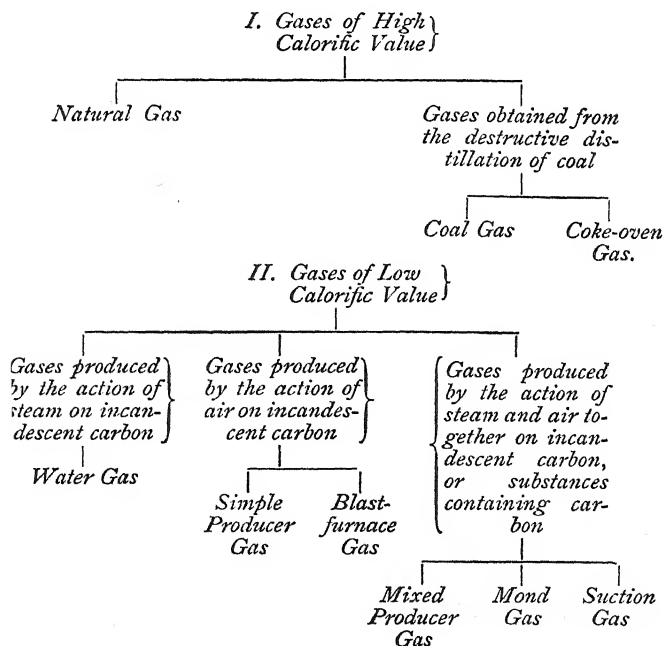 I. Gases of High
Calorific Value}
Natural Gas
Gases obtained from
the destructive dis-
tillation of coal
Coal Gas
Coke-oven
Gas.
II. Gases of Low
Calorific Value}
Gases produced
by the action of
steam on incan-
descent carbon}
Water Gas
Gases produced
by the action of
air on incandes-
cent carbon}
Simple
Producer
Gas
Blast-
furnace
Gas
{Gases produced
by the action of
steam and air to-
gether on incan-
descent carbon,
or substances
containing car-
bon
Mixed
Producer
Gas
Mond
Gas
Suction
Gas